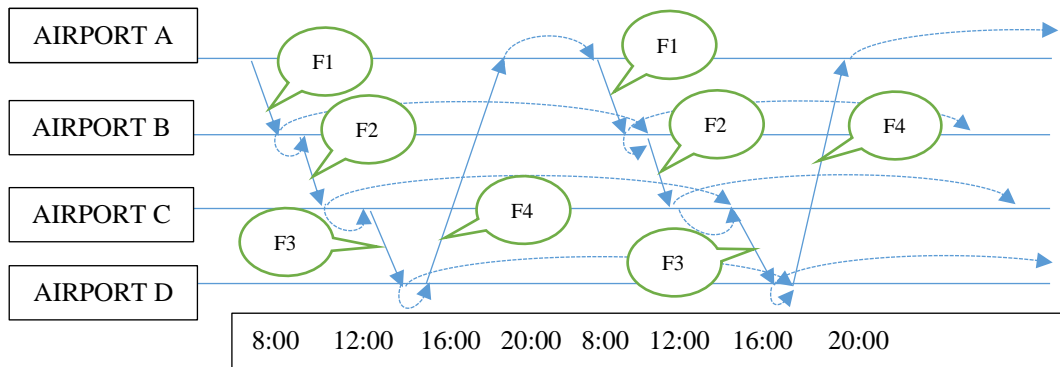 AIRPORT A
F1
F1
AIRPORT B
F2
F2
F4
AIRPORT C
F3
F4
F3
AIRPORT D
8:00 12:00 16:00 20:00 8:00 12:00 16:00 20:00